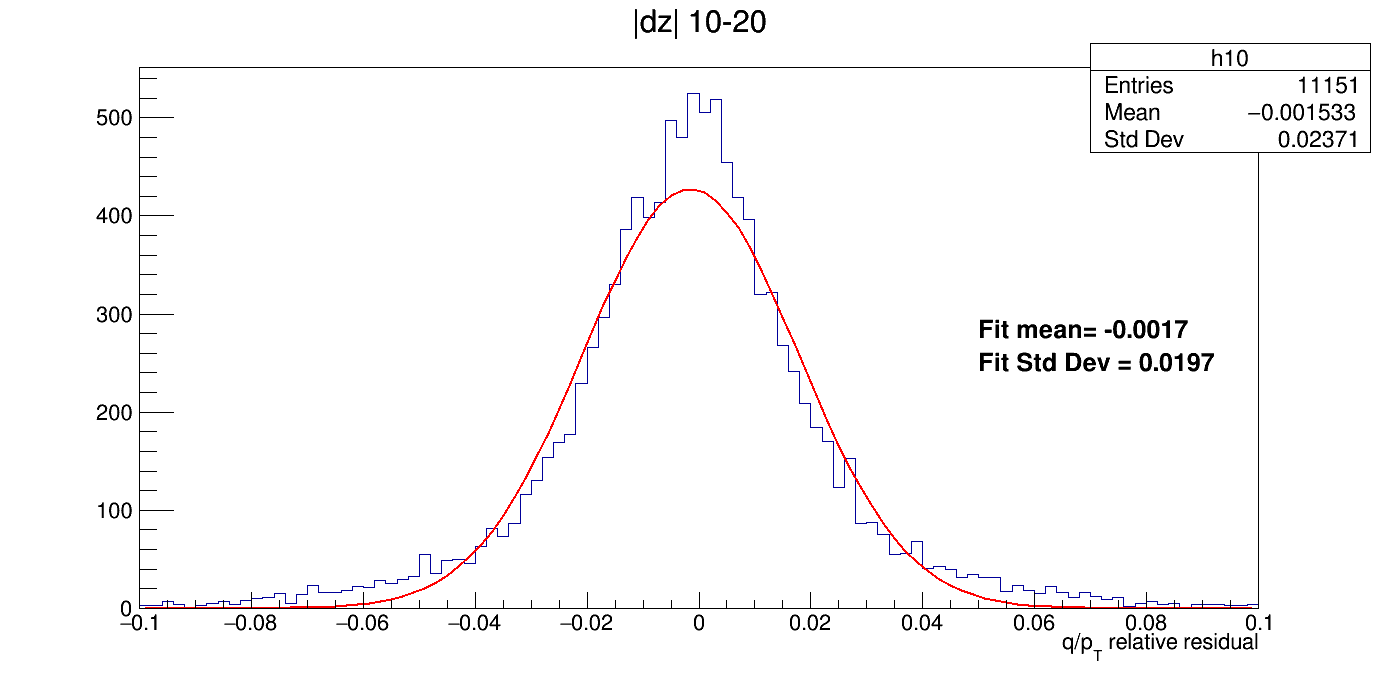 |dz| 10-20
h10
Entries 11151
Mean −0.001533
Std Dev 0.02371
500
400
300
200
100
0
Fit mean= -0.0017
Fit Std Dev = 0.0197
−0.1 −0.08 −0.06 −0.04 −0.02 0 0.02 0.04 0.06 0.08 0.1
q/p_T relative residual